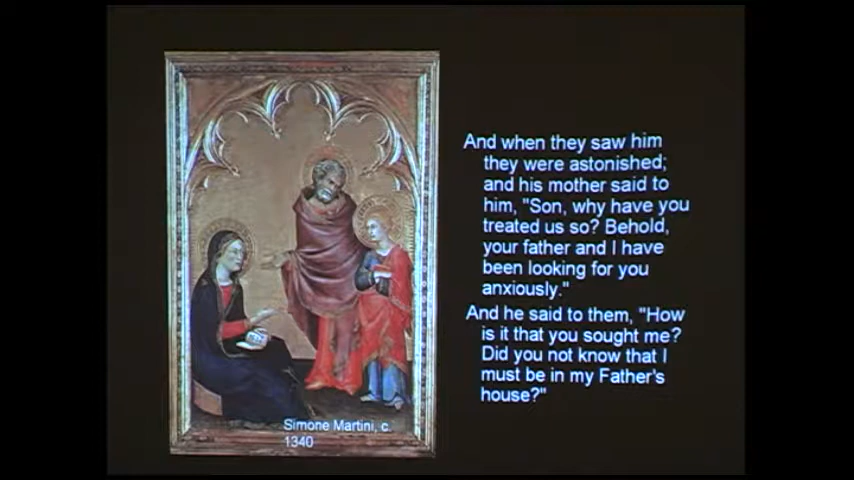 And when they saw him
they were astonished;
and his mother said to
him, "Son, why have you
treated us so? Behold,
your father and I have
been looking for you
anxiously."
And he said to them, "How
is it that you sought me?
Did you not know that I
must be in my Father's
house?"
Simone Martini, c.
1340